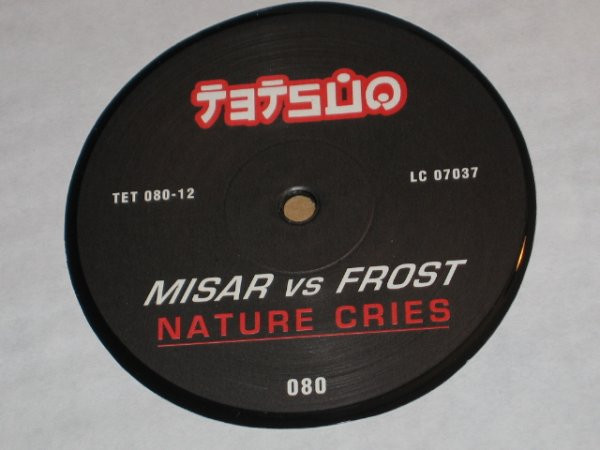 TETSUO
TET 080-12
LC 07037
MISAR vs FROST
NATURE CRIES
080